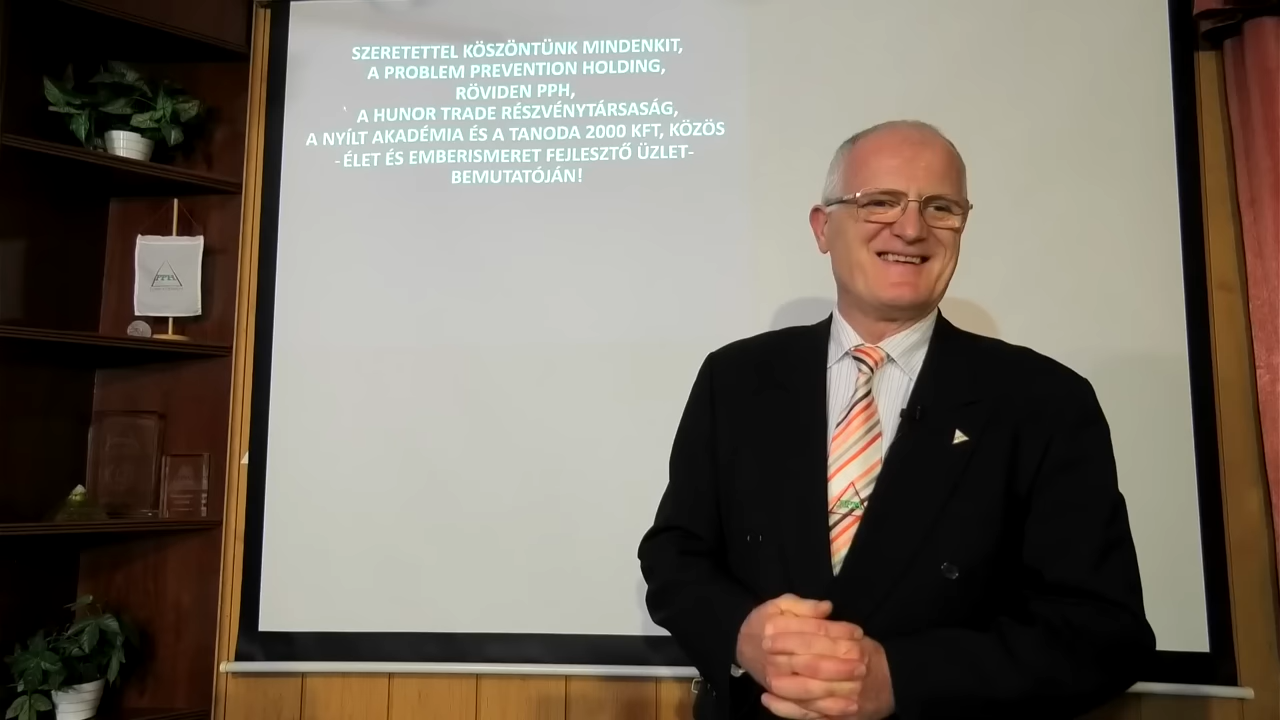 SZERETETTEL KÖSZÖNTÜNK MINDENKIT,
A PROBLEM PREVENTION HOLDING,
RÖVIDEN PPH,
A HUNOR TRADE RÉSZVÉNYTÁRSASÁG,
A NYÍLT AKADÉMIA ÉS A TANODA 2000 KFT, KÖZÖS
-ÉLET ÉS EMBERISMERET FEJLESZTŐ ÜZLET-
BEMUTATÓJÁN!